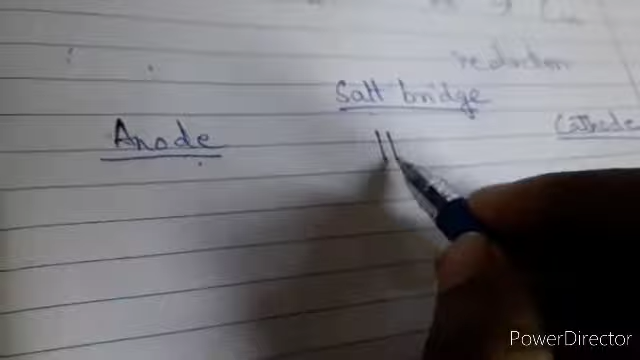 reduction
Salt bridge
Anode || Cathode
PowerDirector